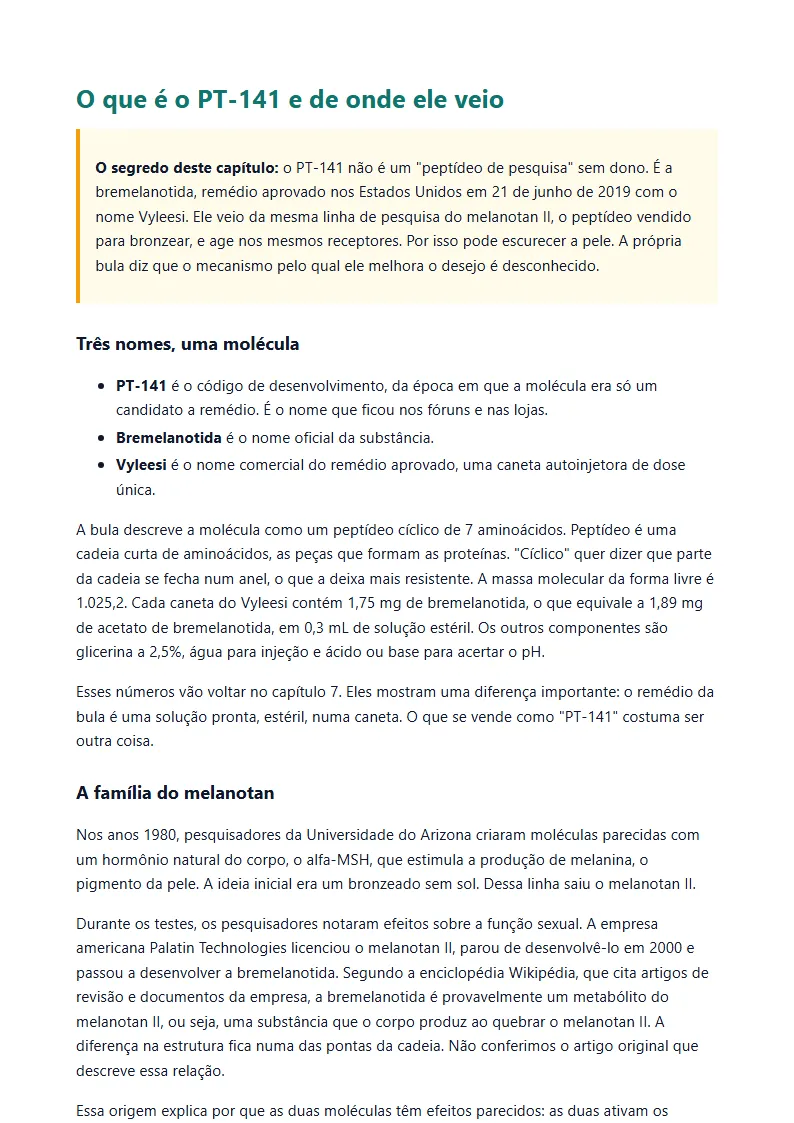 O que é o PT-141 e de onde ele veio
O segredo deste capítulo: o PT-141 não é um "peptídeo de pesquisa" sem dono. É a
bremelanotida, remédio aprovado nos Estados Unidos em 21 de junho de 2019 com o
nome Vyleesi. Ele veio da mesma linha de pesquisa do melanotan II, o peptídeo vendido
para bronzear, e age nos mesmos receptores. Por isso pode escurecer a pele. A própria
bula diz que o mecanismo pelo qual ele melhora o desejo é desconhecido.
Três nomes, uma molécula
• PT-141 é o código de desenvolvimento, da época em que a molécula era só um
candidato a remédio. É o nome que ficou nos fóruns e nas lojas.
• Bremelanotida é o nome oficial da substância.
• Vyleesi é o nome comercial do remédio aprovado, uma caneta autoinjetora de dose
única.
A bula descreve a molécula como um peptídeo cíclico de 7 aminoácidos. Peptídeo é uma
cadeia curta de aminoácidos, as peças que formam as proteínas. "Cíclico" quer dizer que parte
da cadeia se fecha num anel, o que a deixa mais resistente. A massa molecular da forma livre é
1.025,2. Cada caneta do Vyleesi contém 1,75 mg de bremelanotida, o que equivale a 1,89 mg
de acetato de bremelanotida, em 0,3 mL de solução estéril. Os outros componentes são
glicerina a 2,5%, água para injeção e ácido ou base para acertar o pH.
Esses números vão voltar no capítulo 7. Eles mostram uma diferença importante: o remédio da
bula é uma solução pronta, estéril, numa caneta. O que se vende como "PT-141" costuma ser
outra coisa.
A família do melanotan
Nos anos 1980, pesquisadores da Universidade do Arizona criaram moléculas parecidas com
um hormônio natural do corpo, o alfa-MSH, que estimula a produção de melanina, o
pigmento da pele. A ideia inicial era um bronzeado sem sol. Dessa linha saiu o melanotan II.
Durante os testes, os pesquisadores notaram efeitos sobre a função sexual. A empresa
americana Palatin Technologies licenciou o melanotan II, parou de desenvolvê-lo em 2000 e
passou a desenvolver a bremelanotida. Segundo a enciclopédia Wikipédia, que cita artigos de
revisão e documentos da empresa, a bremelanotida é provavelmente um metabólito do
melanotan II, ou seja, uma substância que o corpo produz ao quebrar o melanotan II. A
diferença na estrutura fica numa das pontas da cadeia. Não conferimos o artigo original que
descreve essa relação.
Essa origem explica por que as duas moléculas têm efeitos parecidos: as duas ativam os